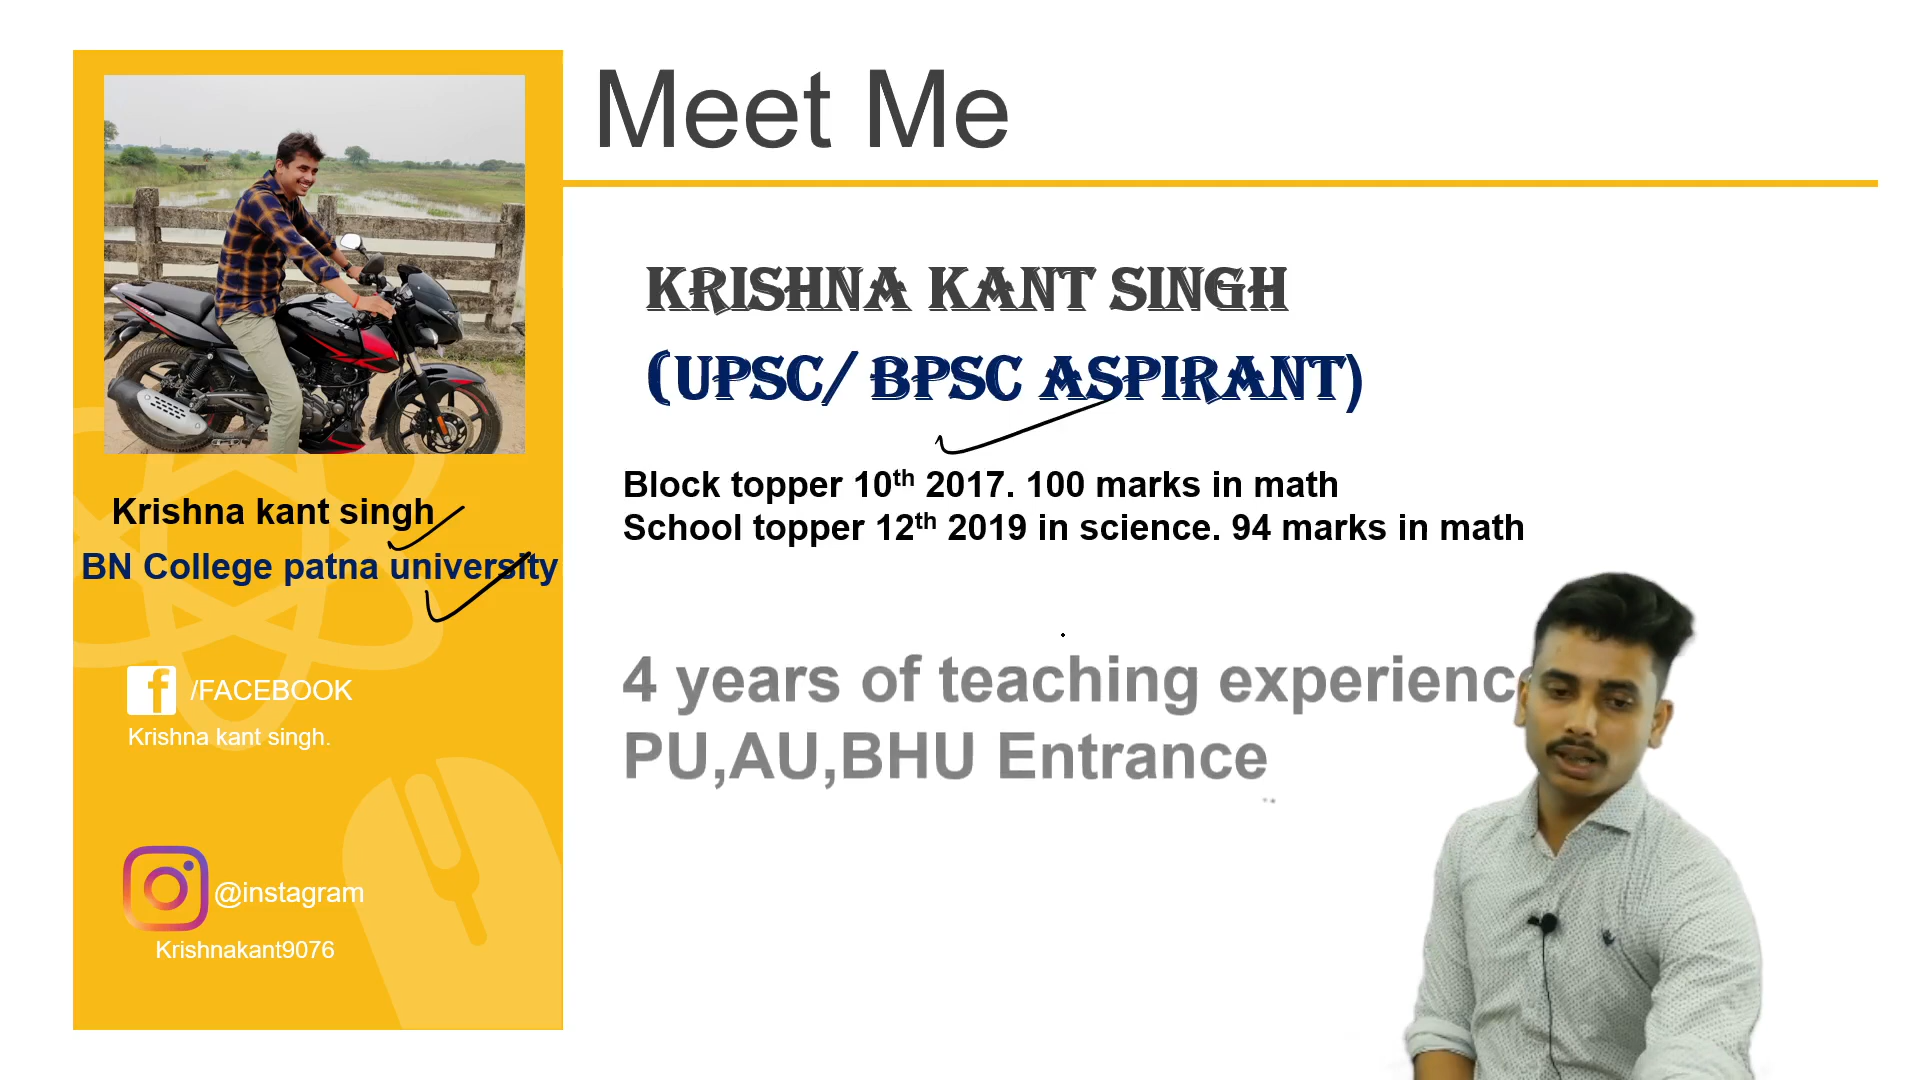 Meet Me
KRISHNA KANT SINGH
(UPSC/ BPSC ASPIRANT)
Block topper 10th 2017. 100 marks in math
School topper 12th 2019 in science. 94 marks in math
4 years of teaching experienc
PU,AU,BHU Entrance
Krishna kant singh
BN College patna university
f /FACEBOOK
Krishna kant singh.
@instagram
Krishnakant9076